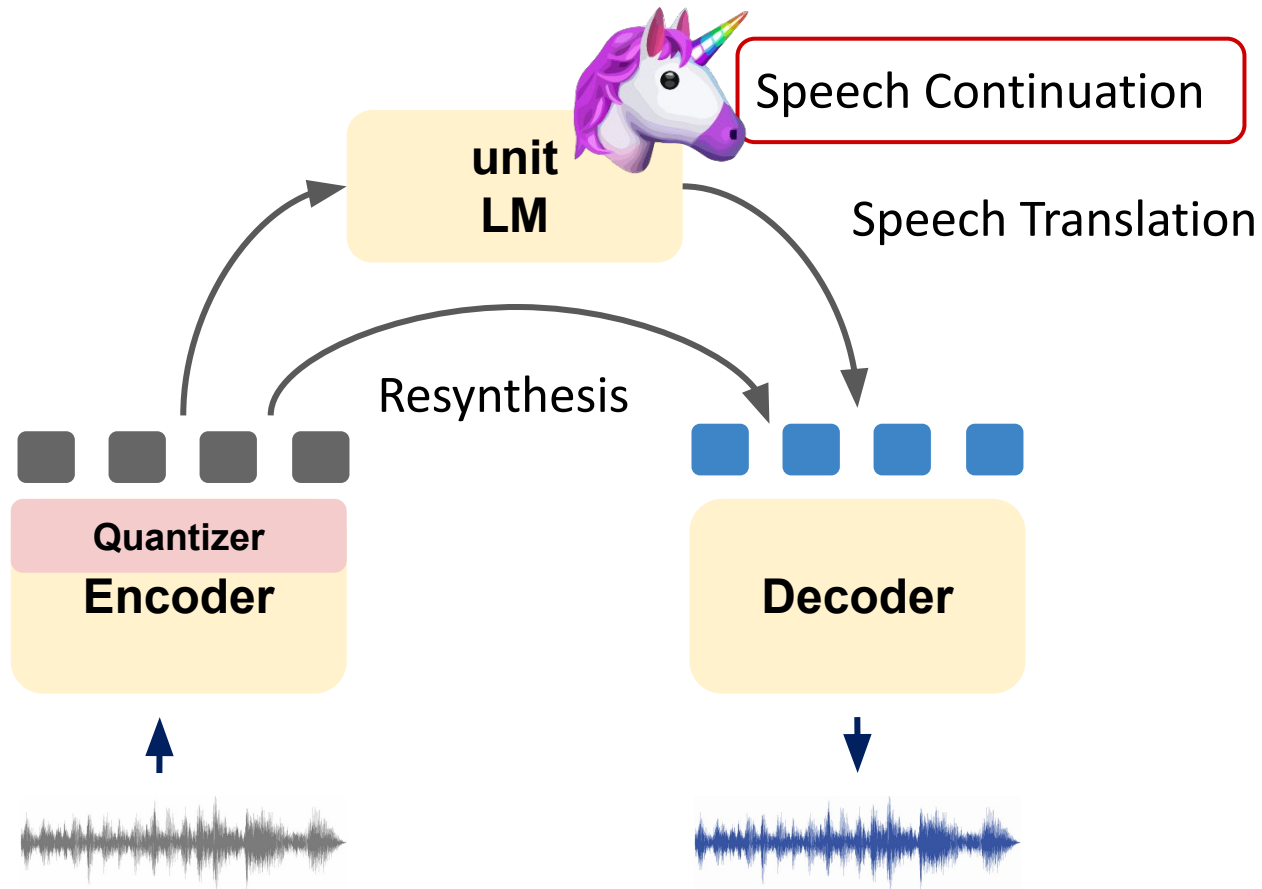 Speech Continuation
unit
LM
Speech Translation
Resynthesis
Quantizer
Encoder
Decoder